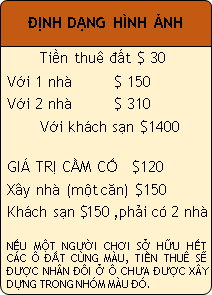 ĐỊNH DẠNG HÌNH ẢNH
Tiền thuê đất $ 30
Với 1 nhà $ 150
Với 2 nhà $ 310
Với khách sạn $1400
GIÁ TRỊ CẦM CỐ $120
Xây nhà (một căn) $150
Khách sạn $150 ,phải có 2 nhà
NẾU MỘT NGƯỜI CHƠI SỞ HỮU HẾT
CÁC Ô ĐẤT CÙNG MÀU, TIỀN THUÊ SẼ
ĐƯỢC NHÂN ĐÔI Ở Ô CHƯA ĐƯỢC XÂY
DỰNG TRONG NHÓM MÀU ĐÓ.